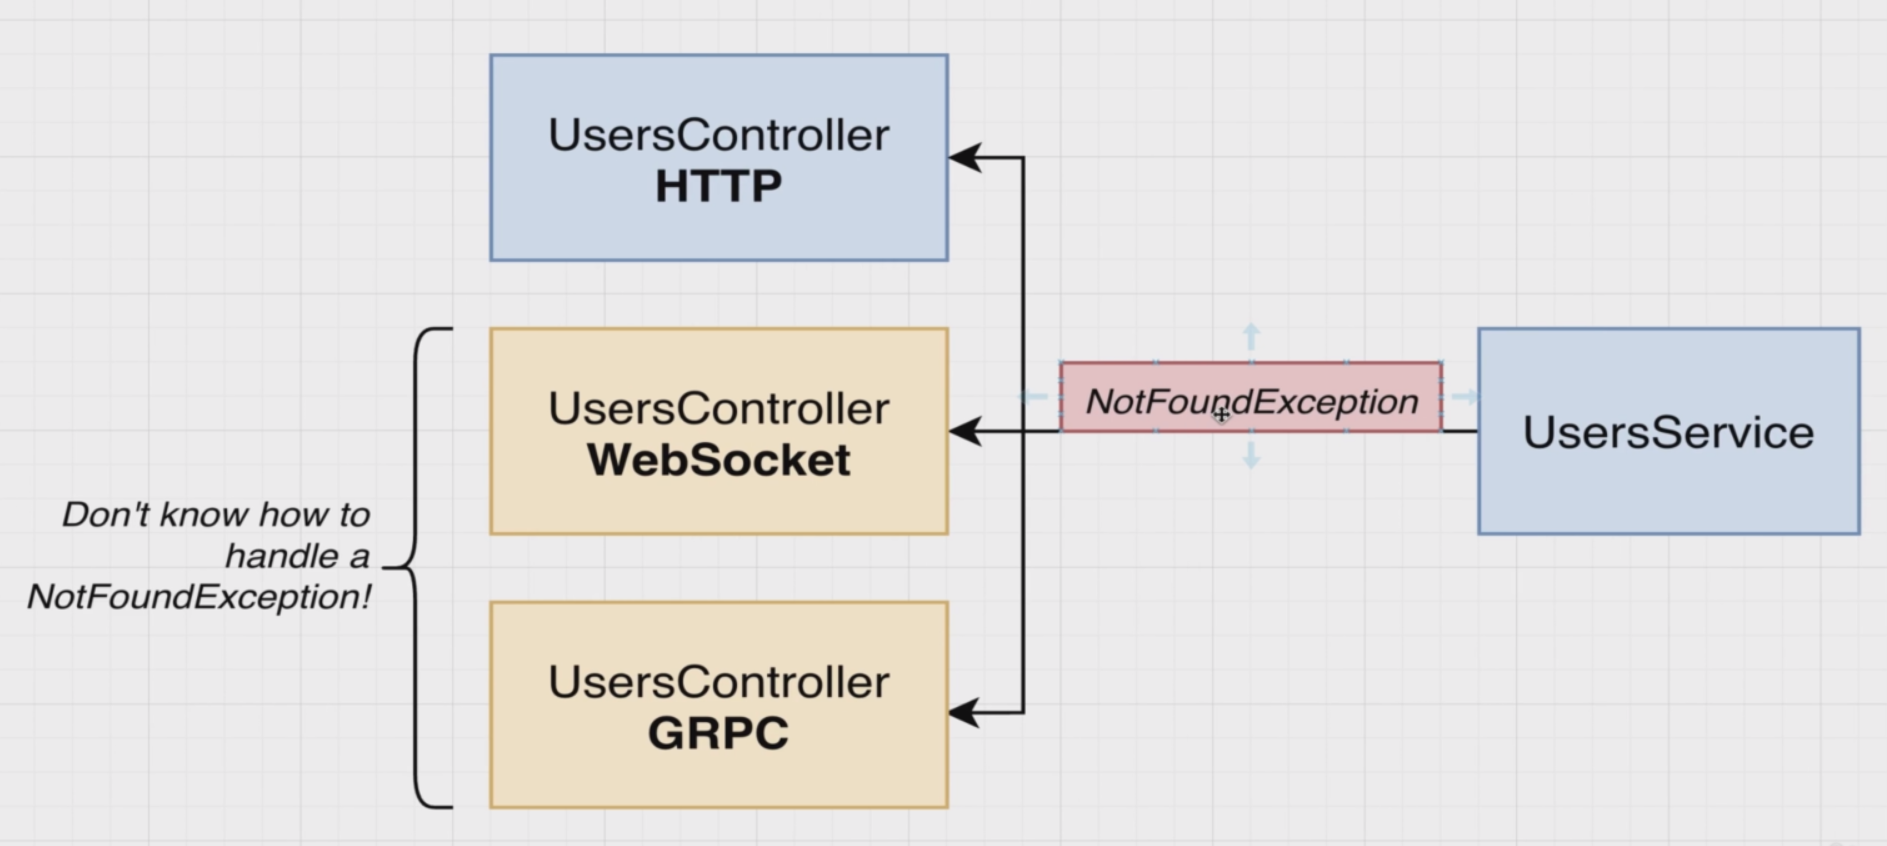 UsersController
HTTP
UsersController
WebSocket
NotFoundException
UsersService
Don't know how to
handle a
NotFoundException!
UsersController
GRPC